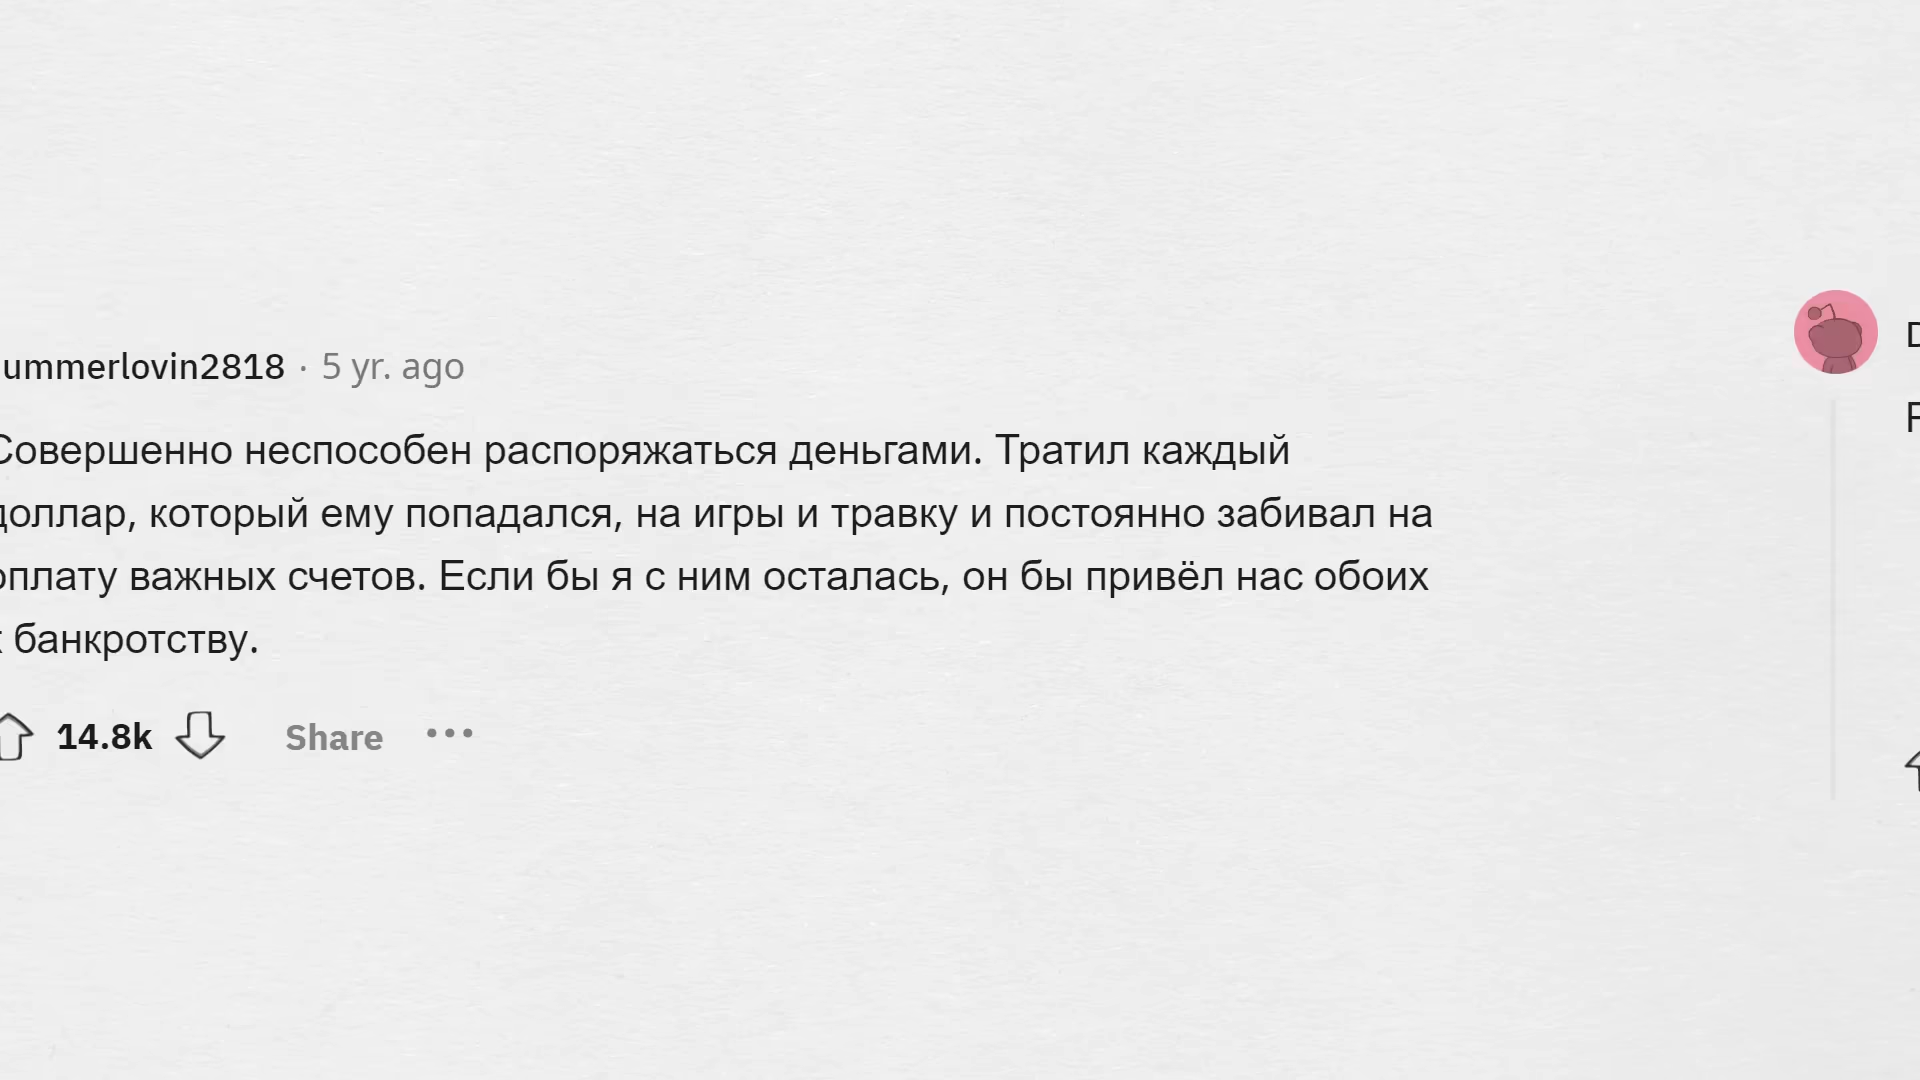 ummerlovin2818 · 5 yr. ago
Совершенно неспособен распоряжаться деньгами. Тратил каждый
доллар, который ему попадался, на игры и травку и постоянно забивал на
оплату важных счетов. Если бы я с ним осталась, он бы привёл нас обоих
к банкротству.
14.8k Share •••